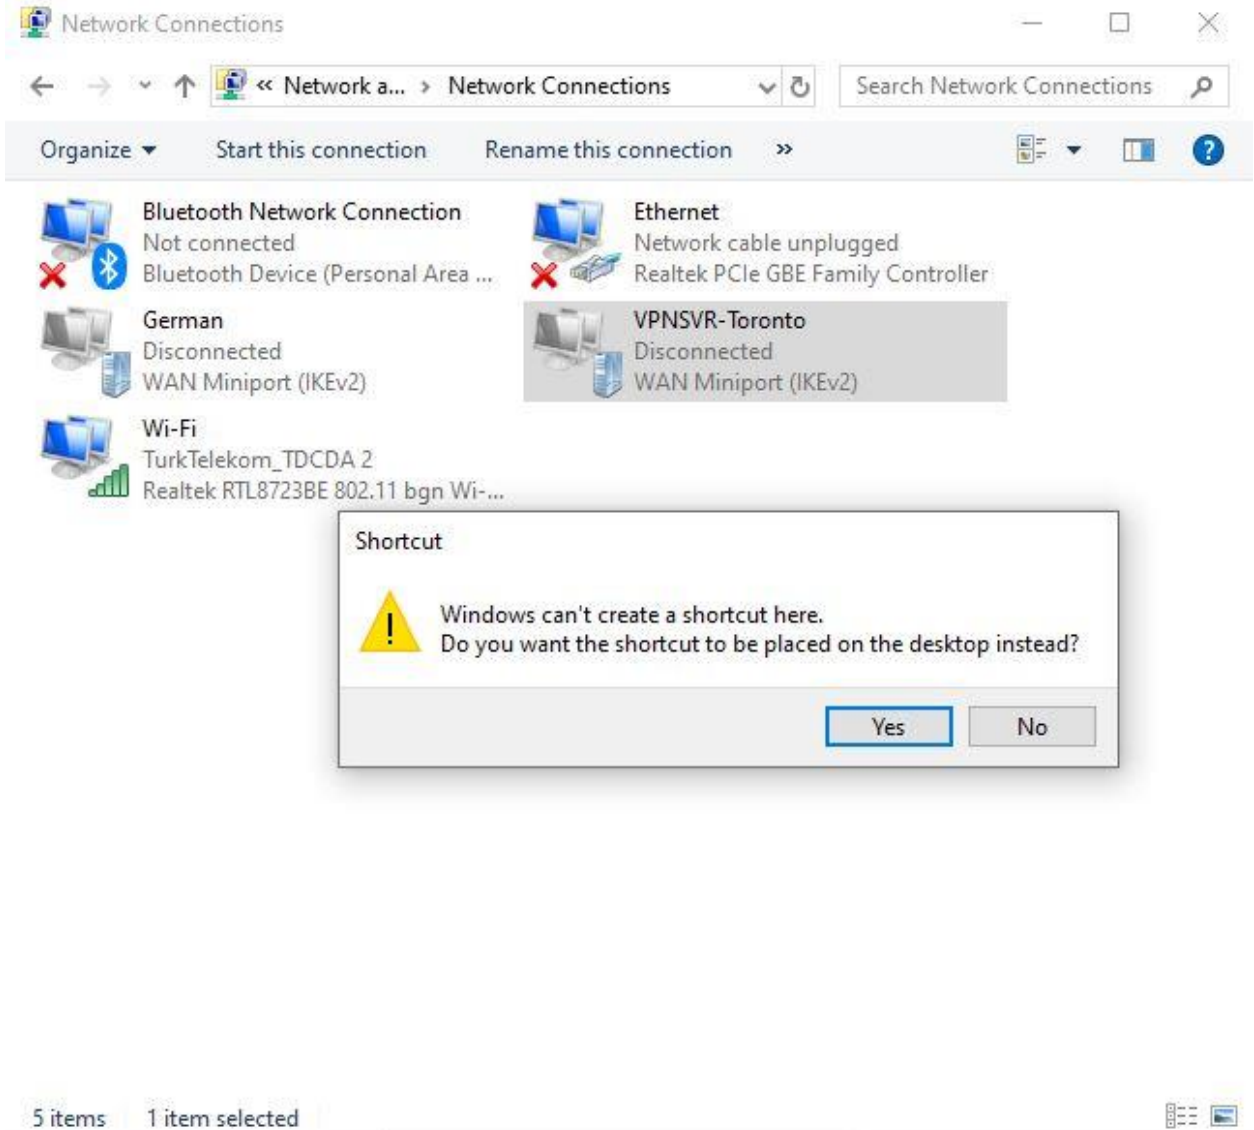 Network Connections
« Network a... › Network Connections
Search Network Connections
Organize
Start this connection
Rename this connection
»
Bluetooth Network Connection
Not connected
Bluetooth Device (Personal Area ...
Ethernet
Network cable unplugged
Realtek PCIe GBE Family Controller
German
Disconnected
WAN Miniport (IKEv2)
VPNSVR-Toronto
Disconnected
WAN Miniport (IKEv2)
Wi-Fi
TurkTelekom_TDCDA 2
Realtek RTL8723BE 802.11 bgn Wi-...
Shortcut
Windows can't create a shortcut here.
Do you want the shortcut to be placed on the desktop instead?
Yes
No
5 items
1 item selected